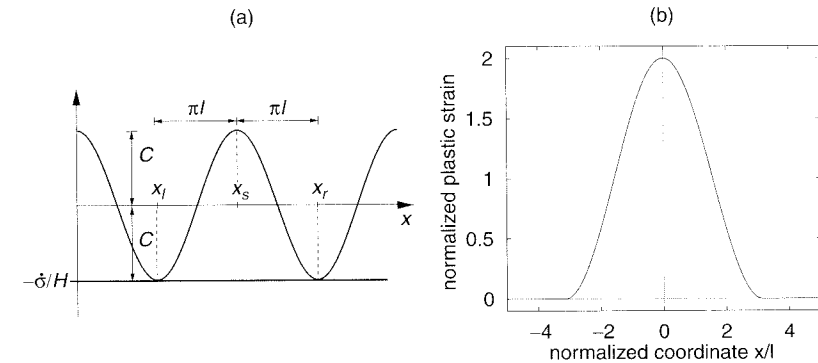 (a)
πl πl
C
x_l x_s x_r
x
C
−σ̇/H
(b)
normalized plastic strain
2
1.5
1
0.5
0
−4 −2 0 2 4
normalized coordinate x/l